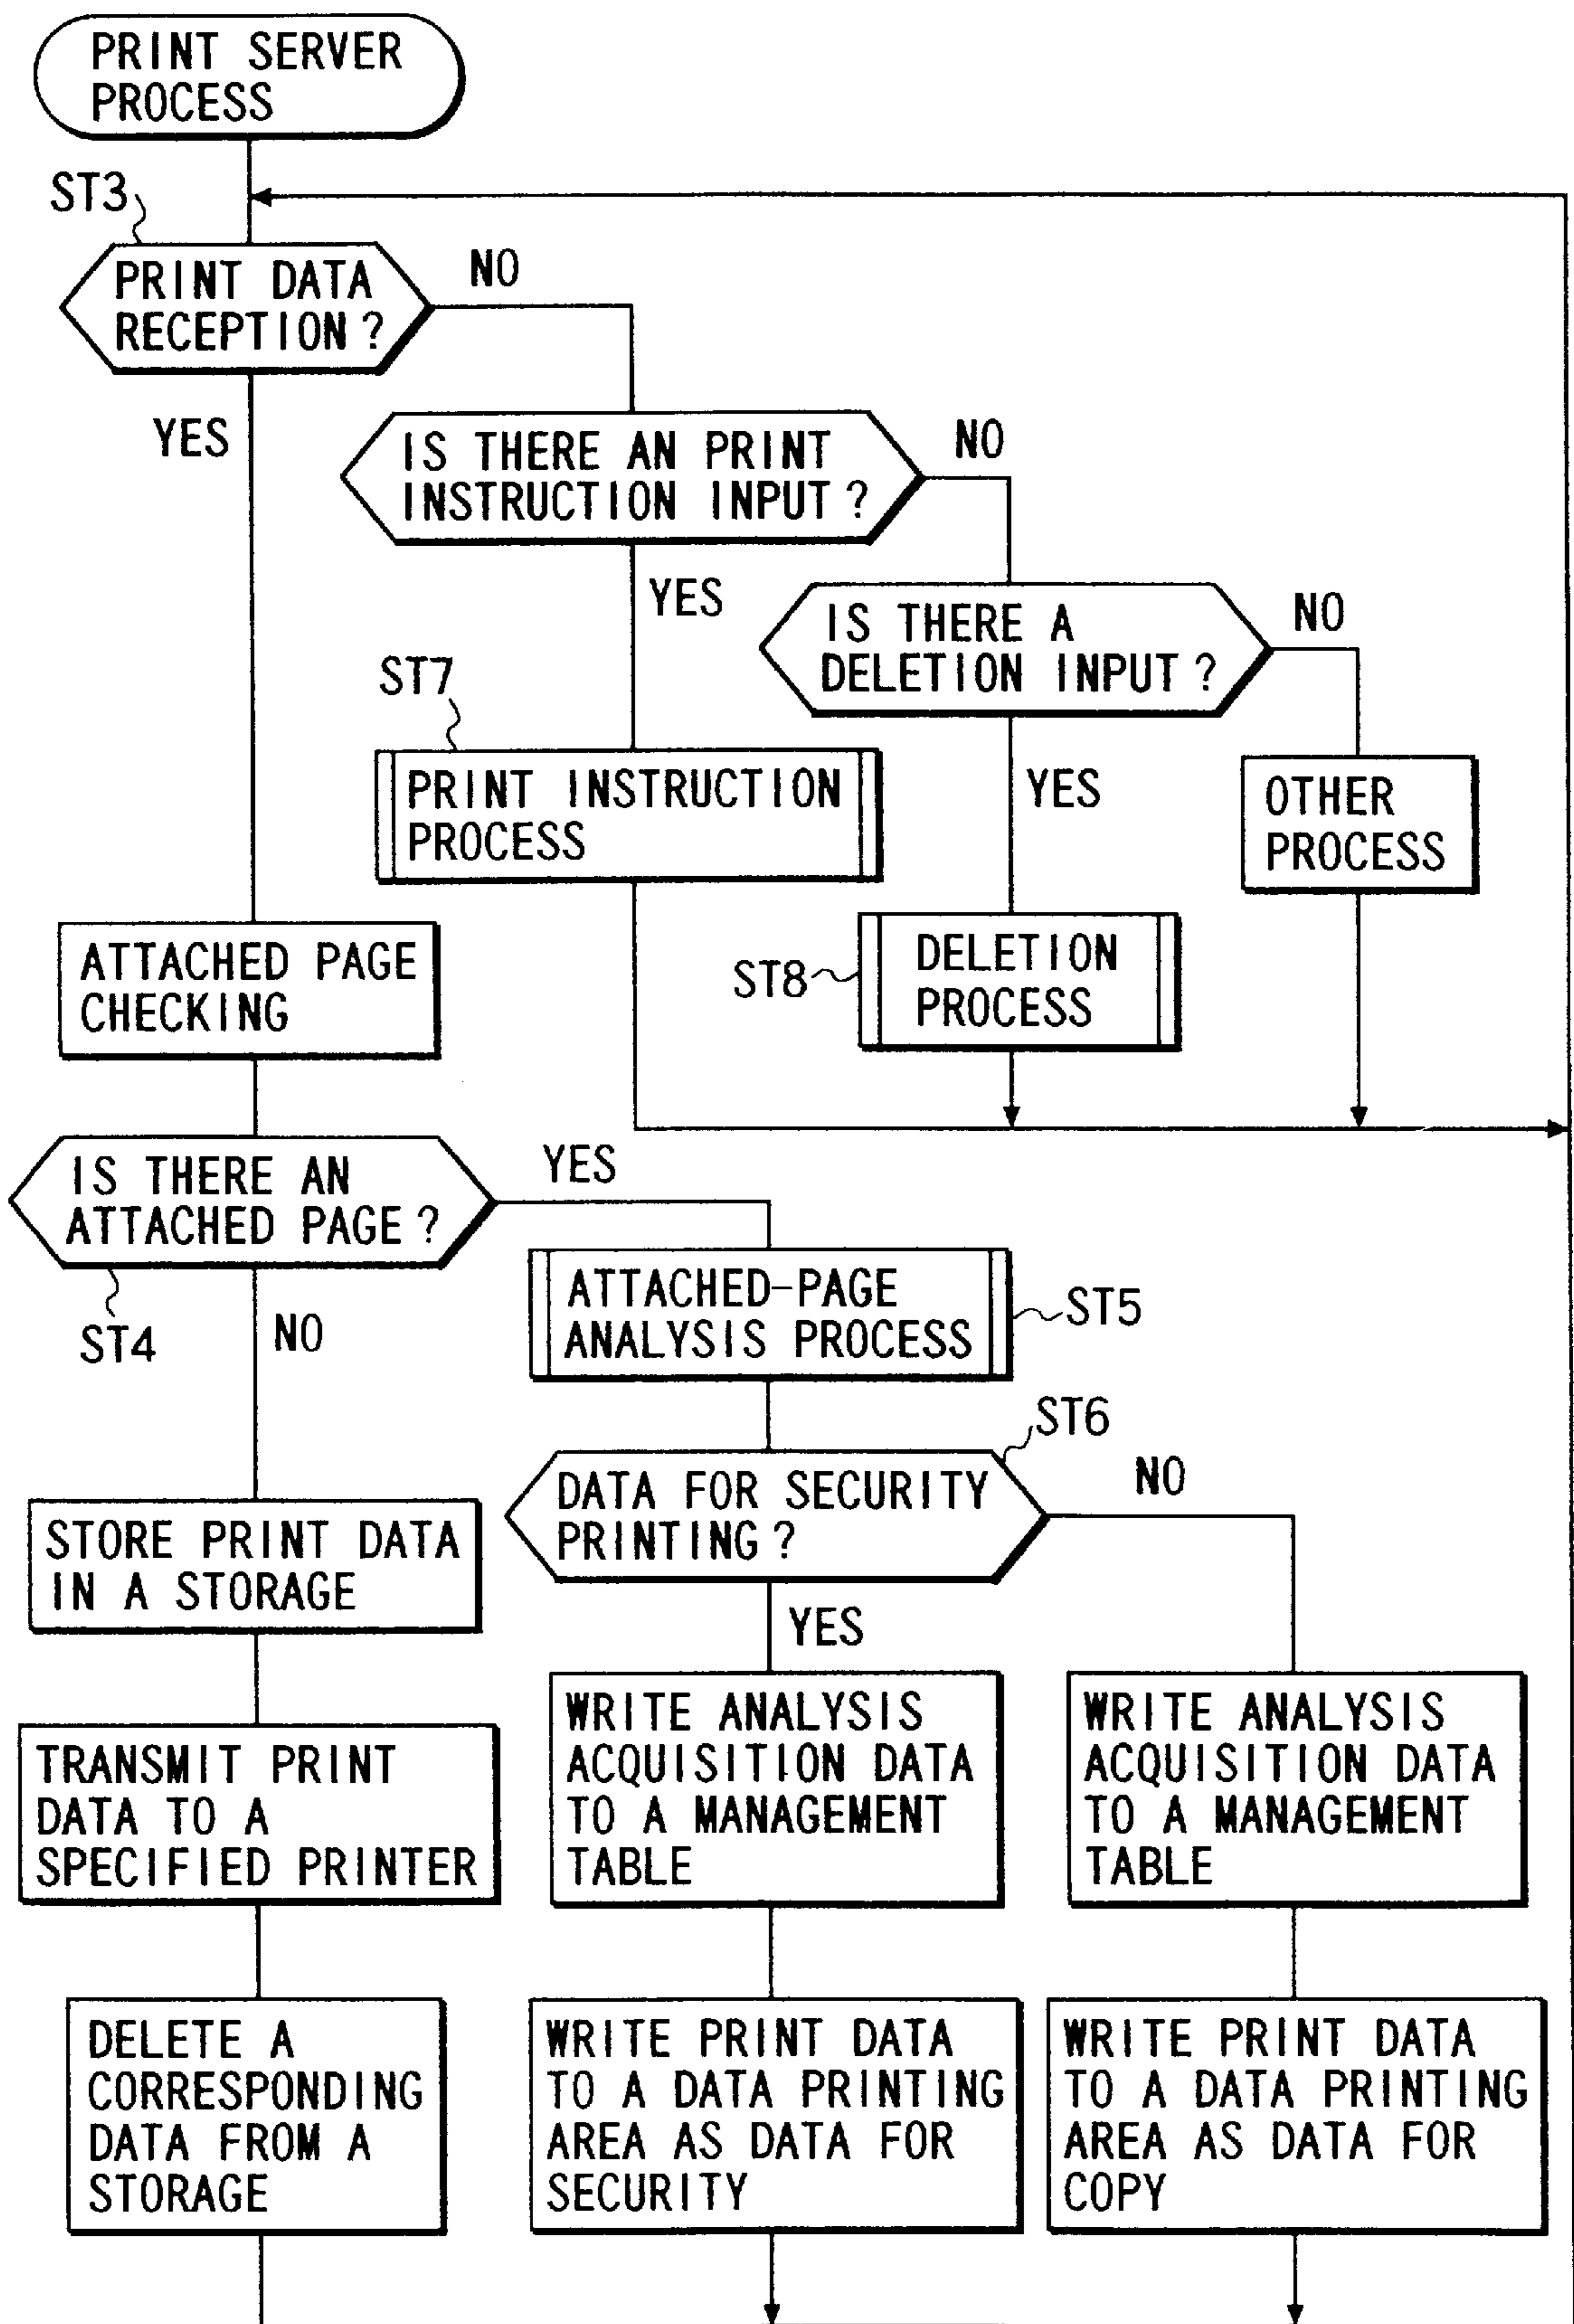 PRINT SERVER
PROCESS
ST3
PRINT DATA
RECEPTION?
NO
YES
IS THERE AN PRINT
INSTRUCTION INPUT?
NO
YES
IS THERE A
DELETION INPUT?
NO
ST7
PRINT INSTRUCTION
PROCESS
YES
OTHER
PROCESS
ATTACHED PAGE
CHECKING
ST8
DELETION
PROCESS
IS THERE AN
ATTACHED PAGE?
YES
ST4
NO
ATTACHED-PAGE
ANALYSIS PROCESS
ST5
ST6
DATA FOR SECURITY
PRINTING?
NO
YES
STORE PRINT DATA
IN A STORAGE
TRANSMIT PRINT
DATA TO A
SPECIFIED PRINTER
WRITE ANALYSIS
ACQUISITION DATA
TO A MANAGEMENT
TABLE
WRITE ANALYSIS
ACQUISITION DATA
TO A MANAGEMENT
TABLE
DELETE A
CORRESPONDING
DATA FROM A
STORAGE
WRITE PRINT DATA
TO A DATA PRINTING
AREA AS DATA FOR
SECURITY
WRITE PRINT DATA
TO A DATA PRINTING
AREA AS DATA FOR
COPY